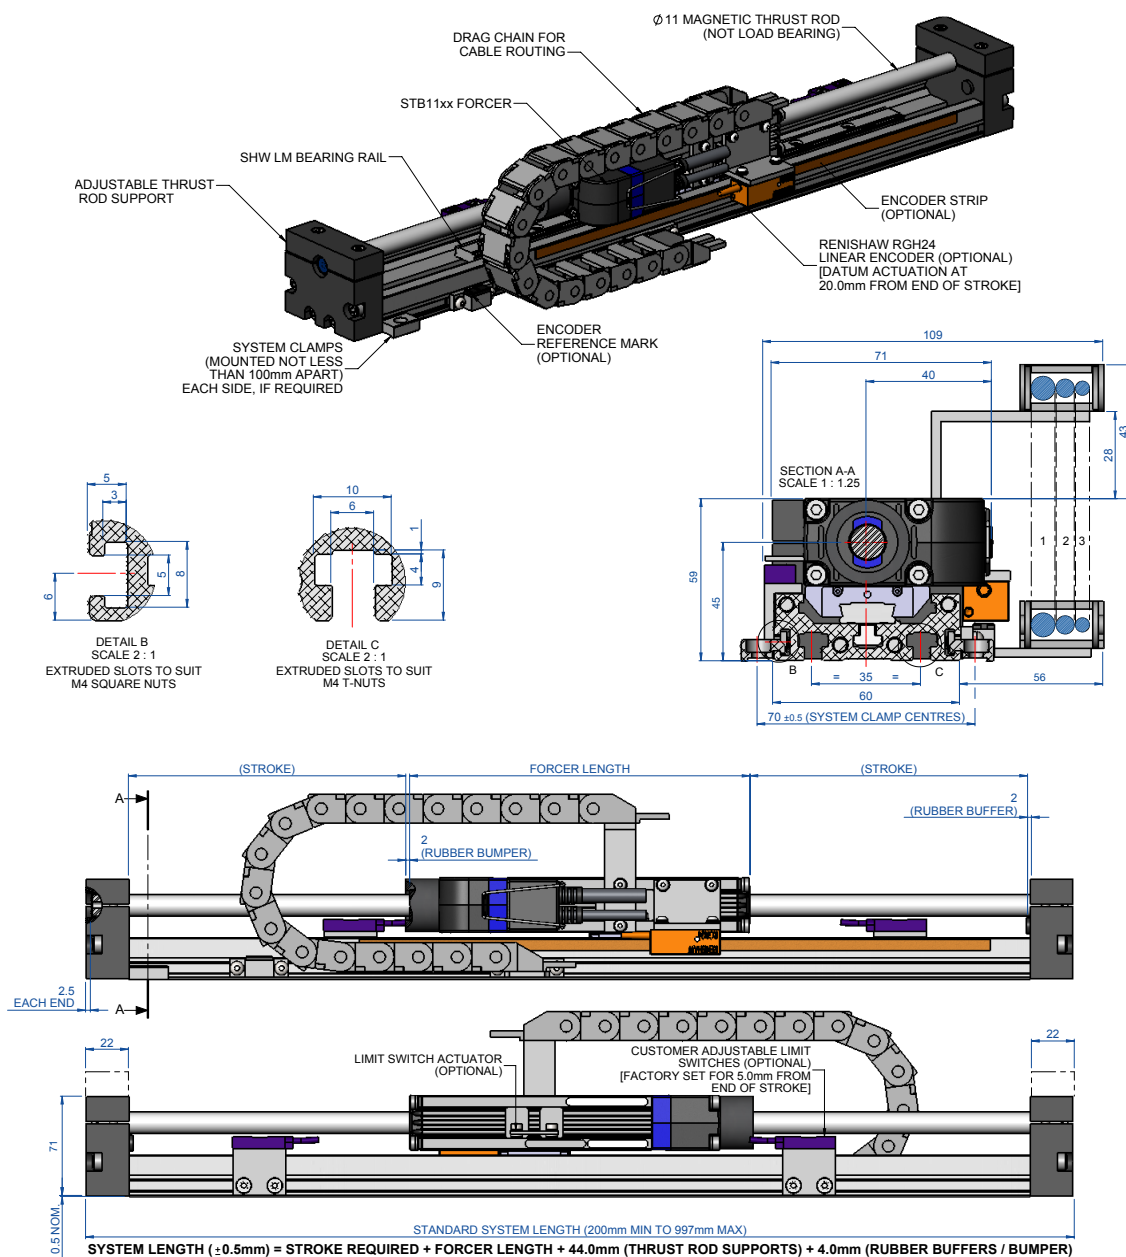 Ø11 MAGNETIC THRUST ROD
(NOT LOAD BEARING)
DRAG CHAIN FOR
CABLE ROUTING
STB11xx FORCER
SHW LM BEARING RAIL
ADJUSTABLE THRUST
ROD SUPPORT
ENCODER STRIP
(OPTIONAL)
RENISHAW RGH24
LINEAR ENCODER (OPTIONAL)
[DATUM ACTUATION AT
20.0mm FROM END OF STROKE]
ENCODER
REFERENCE MARK
(OPTIONAL)
SYSTEM CLAMPS
(MOUNTED NOT LESS
THAN 100mm APART)
EACH SIDE, IF REQUIRED
109
71
40
43
28
SECTION A-A
SCALE 1 : 1.25
1 2 3
59
45
B
C
= 35 =
60
56
70 ±0.5 (SYSTEM CLAMP CENTRES)
5
3
5
8
6
DETAIL B
SCALE 2 : 1
EXTRUDED SLOTS TO SUIT
M4 SQUARE NUTS
10
6
1
4
9
DETAIL C
SCALE 2 : 1
EXTRUDED SLOTS TO SUIT
M4 T-NUTS
(STROKE)
FORCER LENGTH
(STROKE)
A
2
(RUBBER BUMPER)
2
(RUBBER BUFFER)
RENISHAW
2.5
EACH END
A
22
22
LIMIT SWITCH ACTUATOR
(OPTIONAL)
CUSTOMER ADJUSTABLE LIMIT
SWITCHES (OPTIONAL)
[FACTORY SET FOR 5.0mm FROM
END OF STROKE]
71
0.5 NOM.
STANDARD SYSTEM LENGTH (200mm MIN TO 997mm MAX)
SYSTEM LENGTH (±0.5mm) = STROKE REQUIRED + FORCER LENGTH + 44.0mm (THRUST ROD SUPPORTS) + 4.0mm (RUBBER BUFFERS / BUMPER)